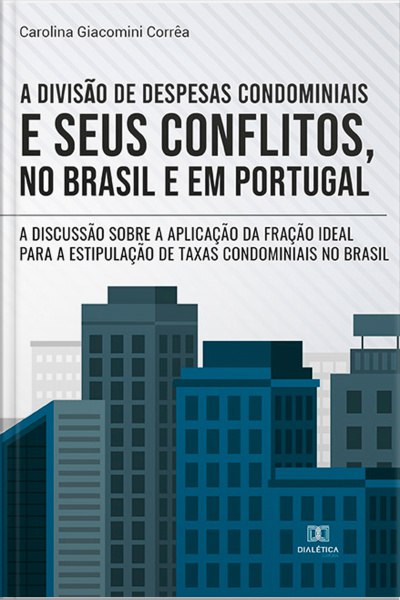 Carolina Giacomini Corrêa
A DIVISÃO DE DESPESAS CONDOMINIAIS
E SEUS CONFLITOS,
NO BRASIL E EM PORTUGAL
A DISCUSSÃO SOBRE A APLICAÇÃO DA FRAÇÃO IDEAL
PARA A ESTIPULAÇÃO DE TAXAS CONDOMINIAIS NO BRASIL
DIALÉTICA